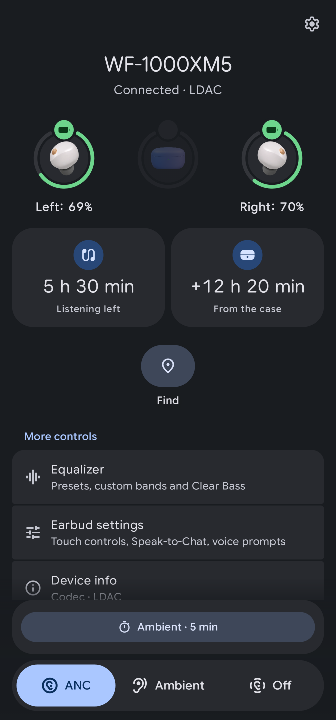 WF-1000XM5
Connected · LDAC
Left: 69%
Right: 70%
5 h 30 min
Listening left
+12 h 20 min
From the case
Find
More controls
Equalizer
Presets, custom bands and Clear Bass
Earbud settings
Touch controls, Speak-to-Chat, voice prompts
Device info
Codec · LDAC
Ambient · 5 min
ANC
Ambient
Off